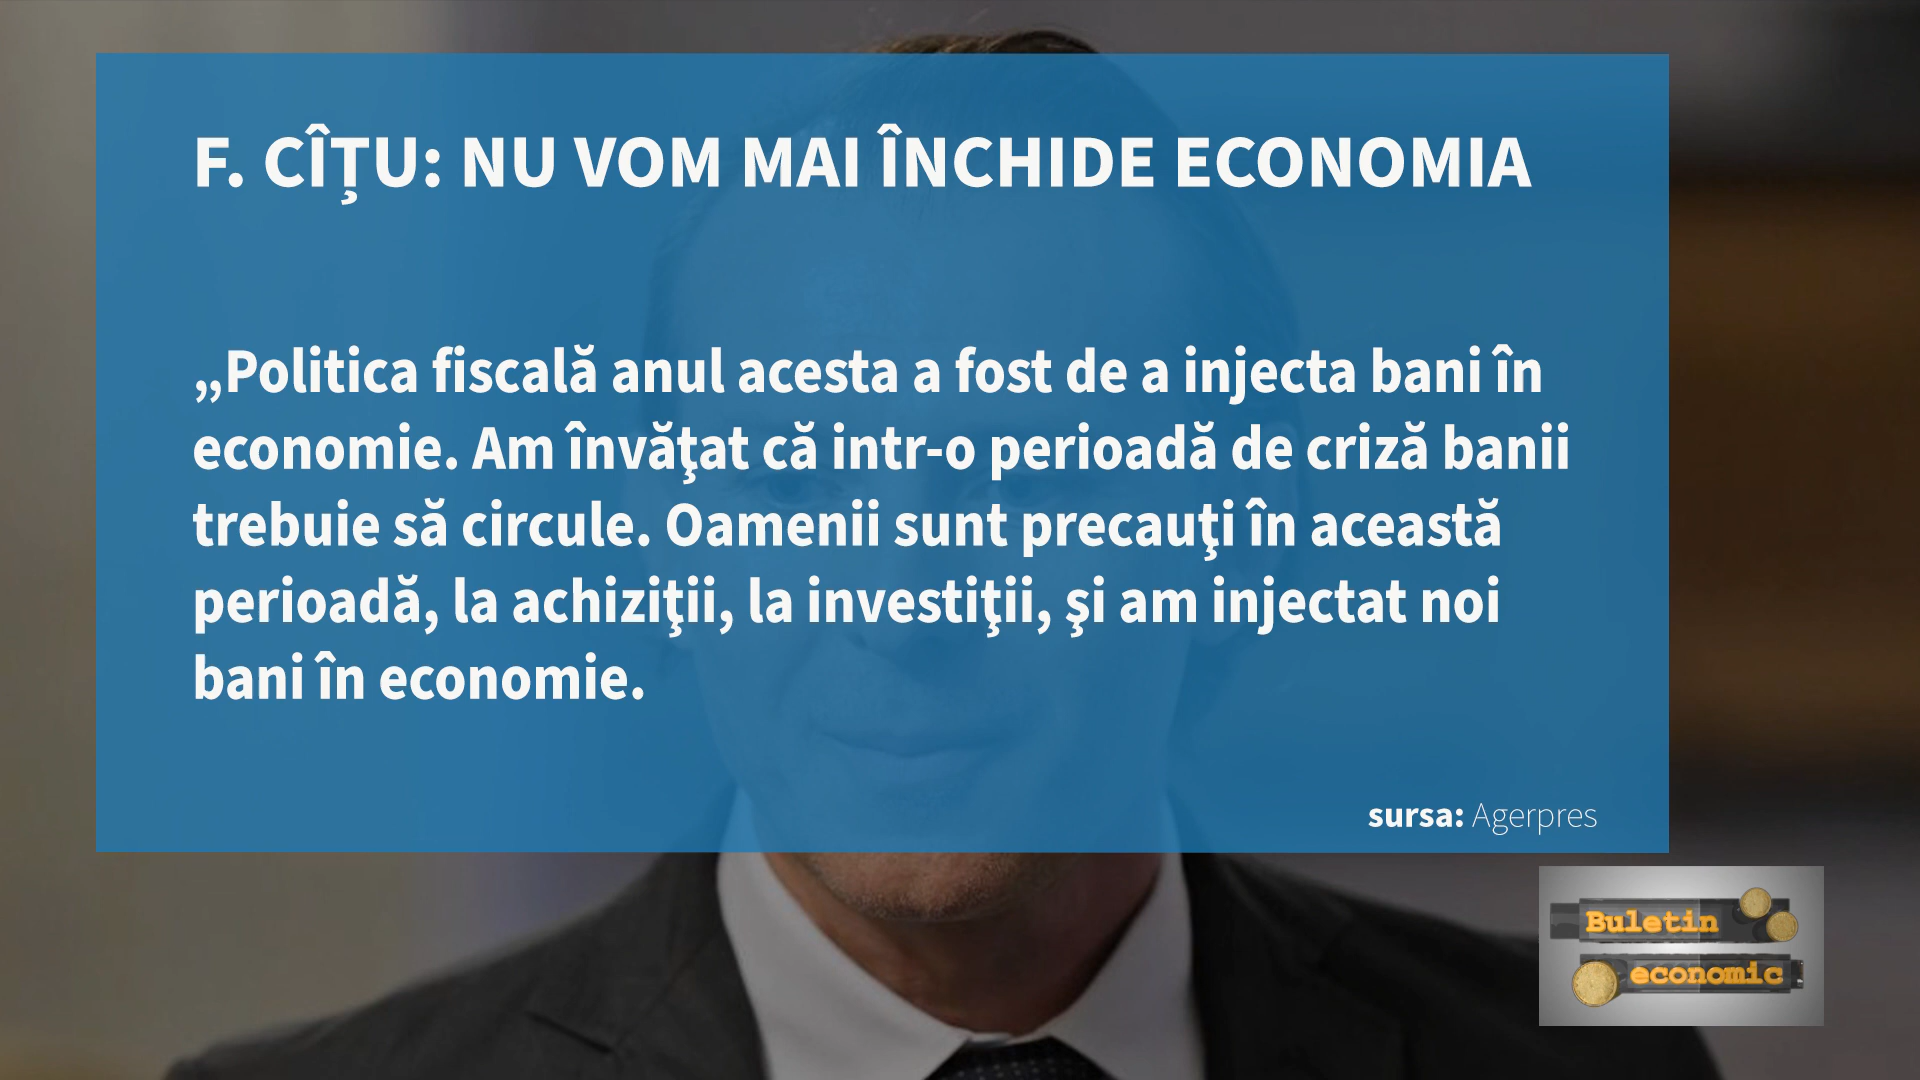 F. CÎŢU: NU VOM MAI ÎNCHIDE ECONOMIA
„Politica fiscală anul acesta a fost de a injecta bani în
economie. Am învăţat că intr-o perioadă de criză banii
trebuie să circule. Oamenii sunt precauţi în această
perioadă, la achiziţii, la investiţii, şi am injectat noi
bani în economie.
sursa: Agerpres
Buletin
economic